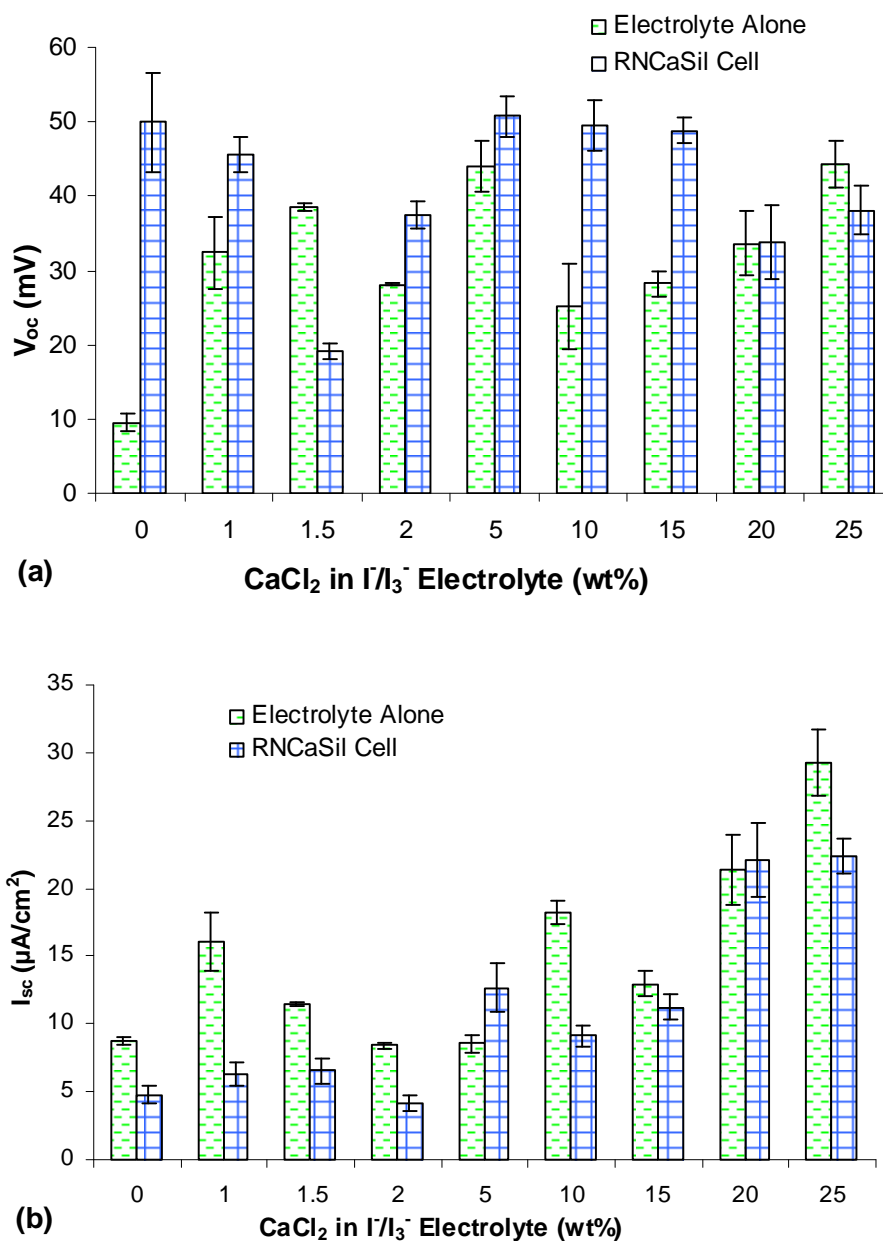 Electrolyte Alone
RNCaSil Cell
60
50
40
30
20
10
0
Voc (mV)
0 1 1.5 2 5 10 15 20 25
(a)
CaCl2 in I-/I3- Electrolyte (wt%)
35
30
25
20
15
10
5
0
Isc (µA/cm2)
Electrolyte Alone
RNCaSil Cell
0 1 1.5 2 5 10 15 20 25
(b)
CaCl2 in I-/I3- Electrolyte (wt%)